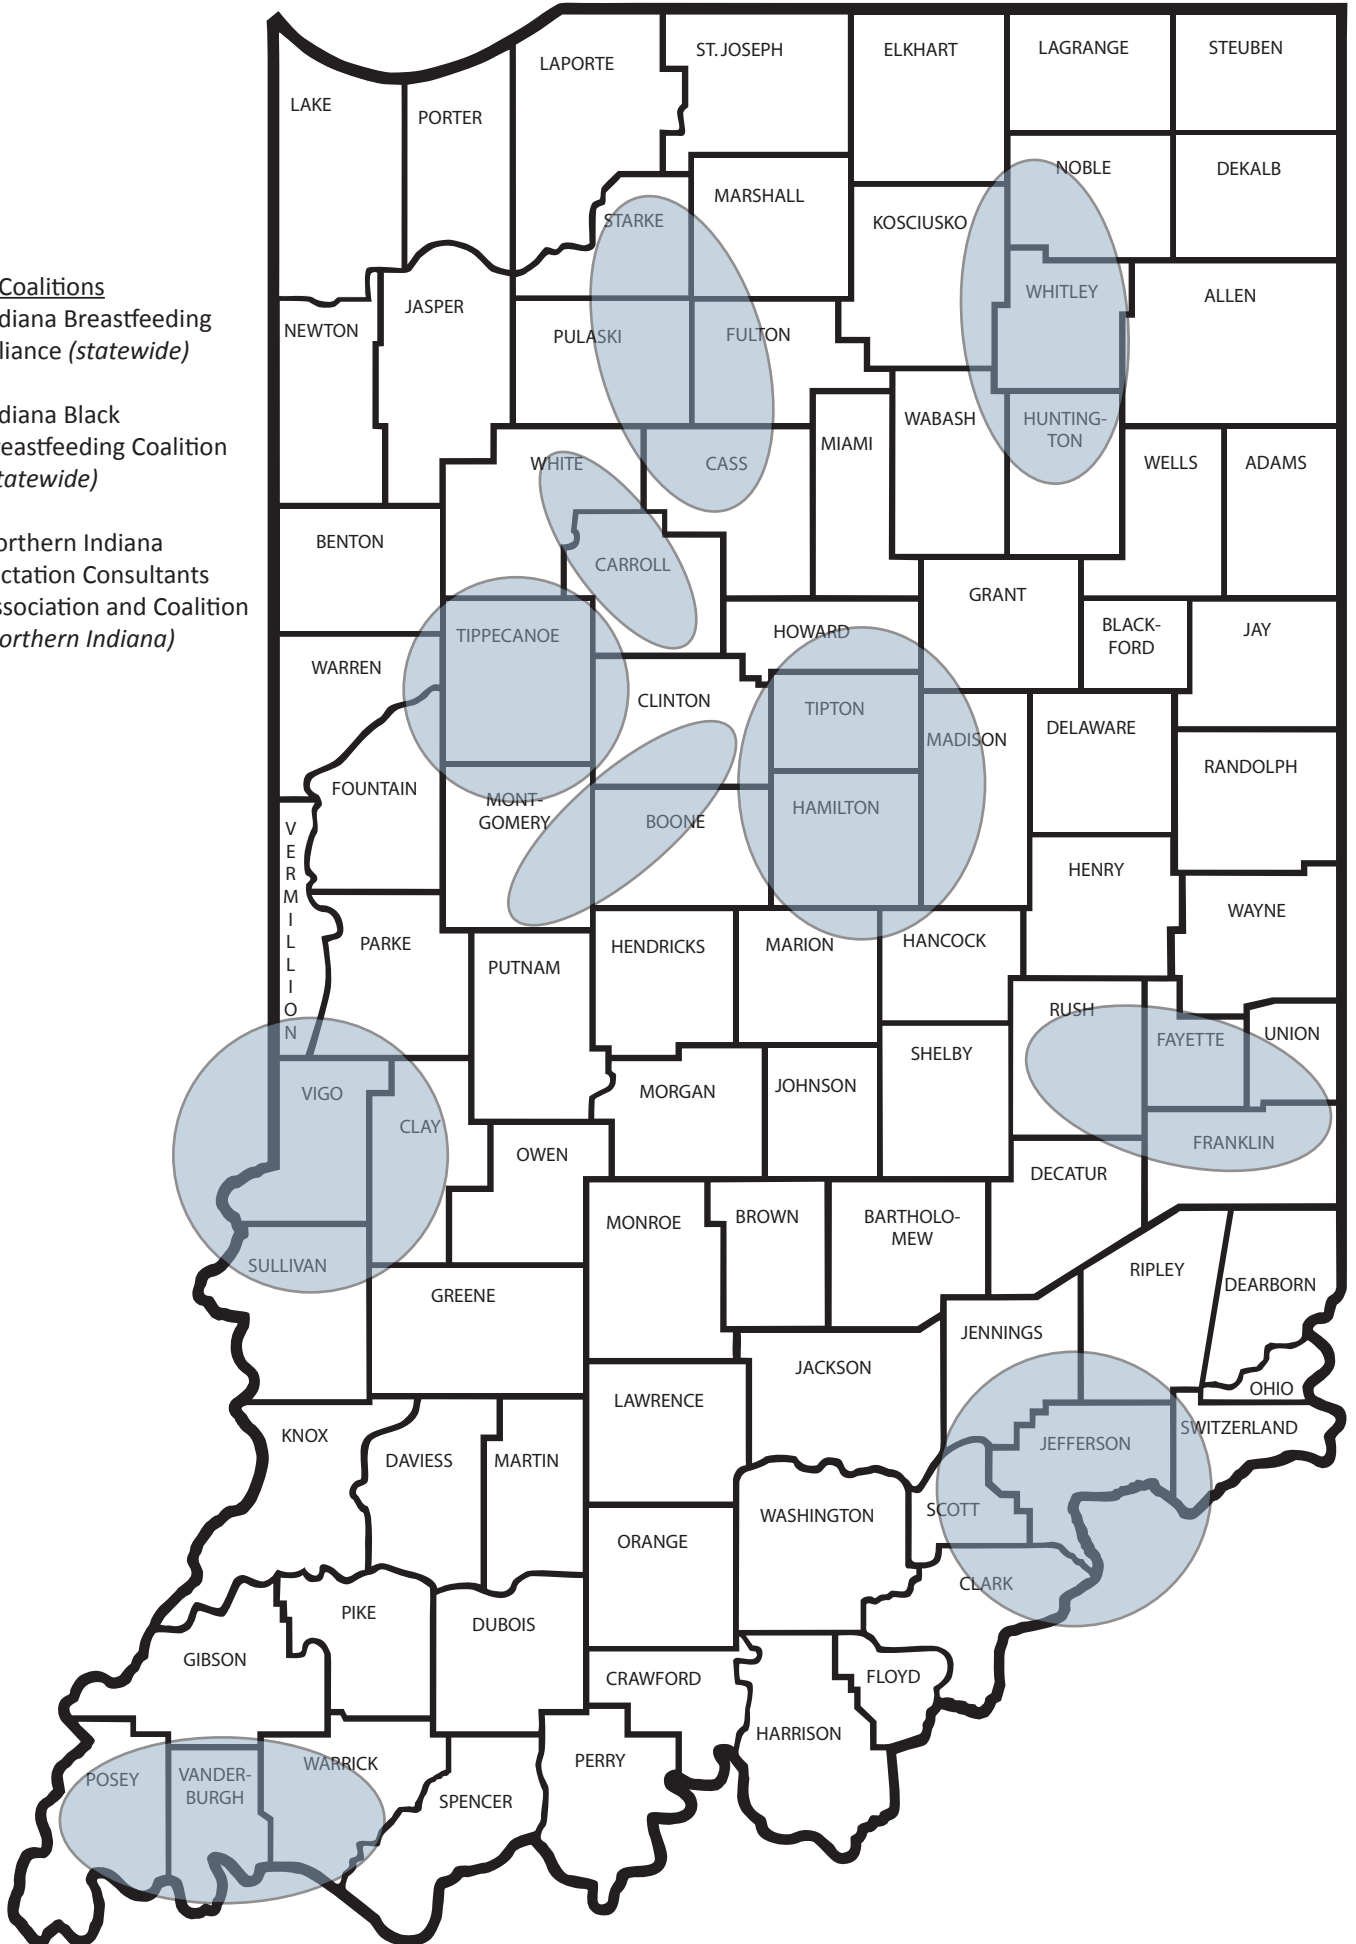 Coalitions
diana Breastfeeding
liance (statewide)
diana Black
reastfeeding Coalition
tatewide)
orthern Indiana
ctation Consultants
ssociation and Coalition
orthern Indiana)
LAKE
PORTER
LAPORTE
ST. JOSEPH
ELKHART
LAGRANGE
STEUBEN
NOBLE
DEKALB
MARSHALL
STARKE
KOSCIUSKO
WHITLEY
ALLEN
NEWTON
JASPER
PULASKI
FULTON
WABASH
HUNTING-
TON
MIAMI
WHITE
CASS
WELLS
ADAMS
BENTON
CARROLL
GRANT
HOWARD
BLACK-
FORD
JAY
TIPPECANOE
WARREN
CLINTON
TIPTON
MADISON
DELAWARE
RANDOLPH
FOUNTAIN
MONT-
GOMERY
BOONE
HAMILTON
HENRY
WAYNE
V
E
R
M
I
L
L
I
O
N
PARKE
PUTNAM
HENDRICKS
MARION
HANCOCK
RUSH
FAYETTE
UNION
SHELBY
VIGO
CLAY
MORGAN
JOHNSON
FRANKLIN
OWEN
DECATUR
MONROE
BROWN
BARTHOLO-
MEW
SULLIVAN
GREENE
RIPLEY
DEARBORN
JENNINGS
JACKSON
LAWRENCE
OHIO
SWITZERLAND
JEFFERSON
KNOX
DAVIESS
MARTIN
SCOTT
WASHINGTON
ORANGE
CLARK
PIKE
DUBOIS
GIBSON
CRAWFORD
FLOYD
HARRISON
POSEY
VANDER-
BURGH
WARRICK
PERRY
SPENCER